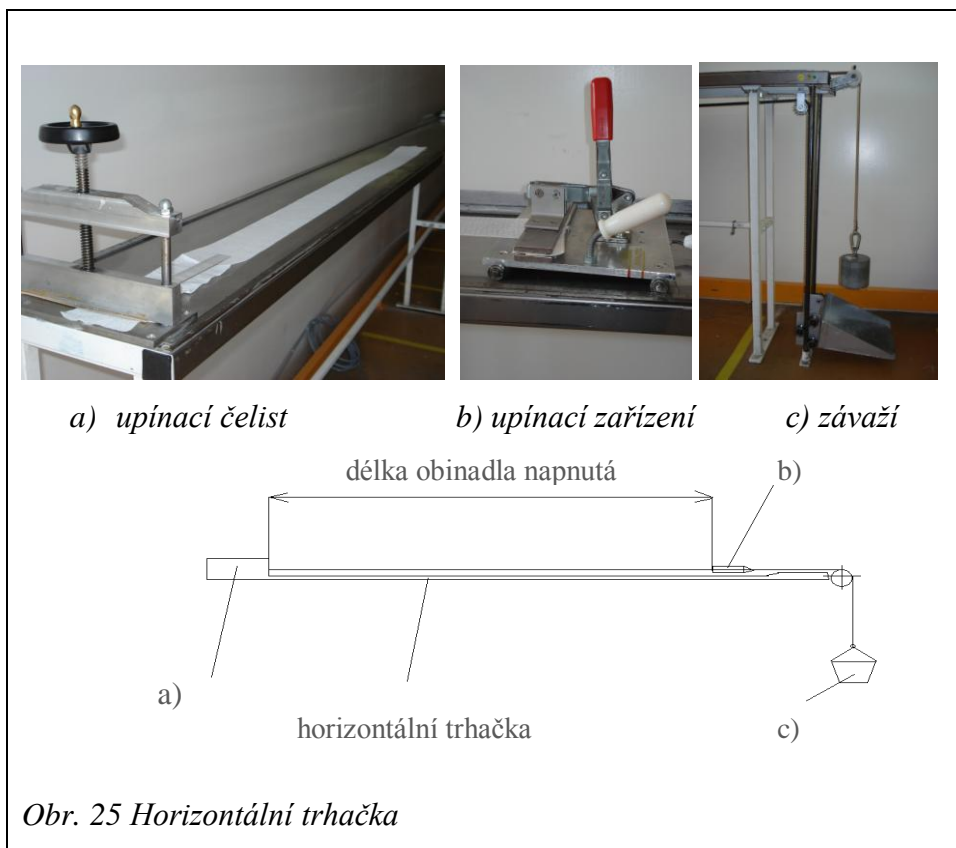 a) upínací čelist
b) upínací zařízení
c) závaží
délka obinadla napnutá
b)
a)
horizontální trhačka
c)
Obr. 25 Horizontální trhačka